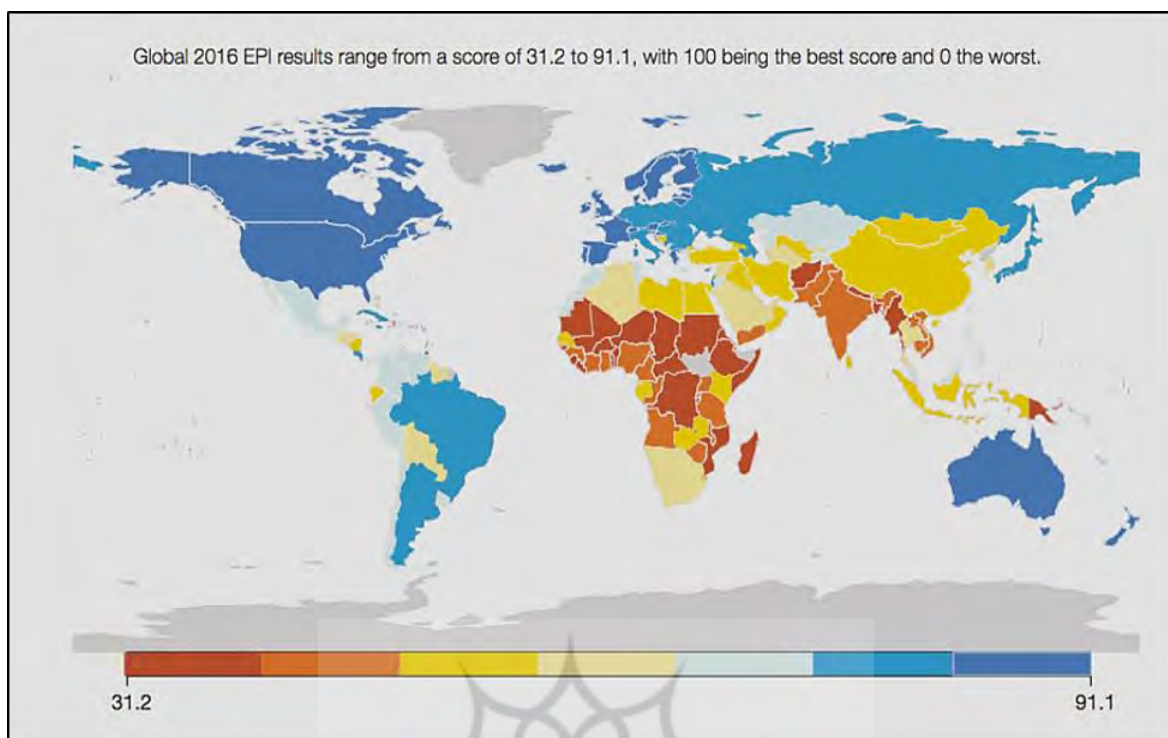 Global 2016 EPI results range from a score of 31.2 to 91.1, with 100 being the best score and 0 the worst.
31.2
91.1